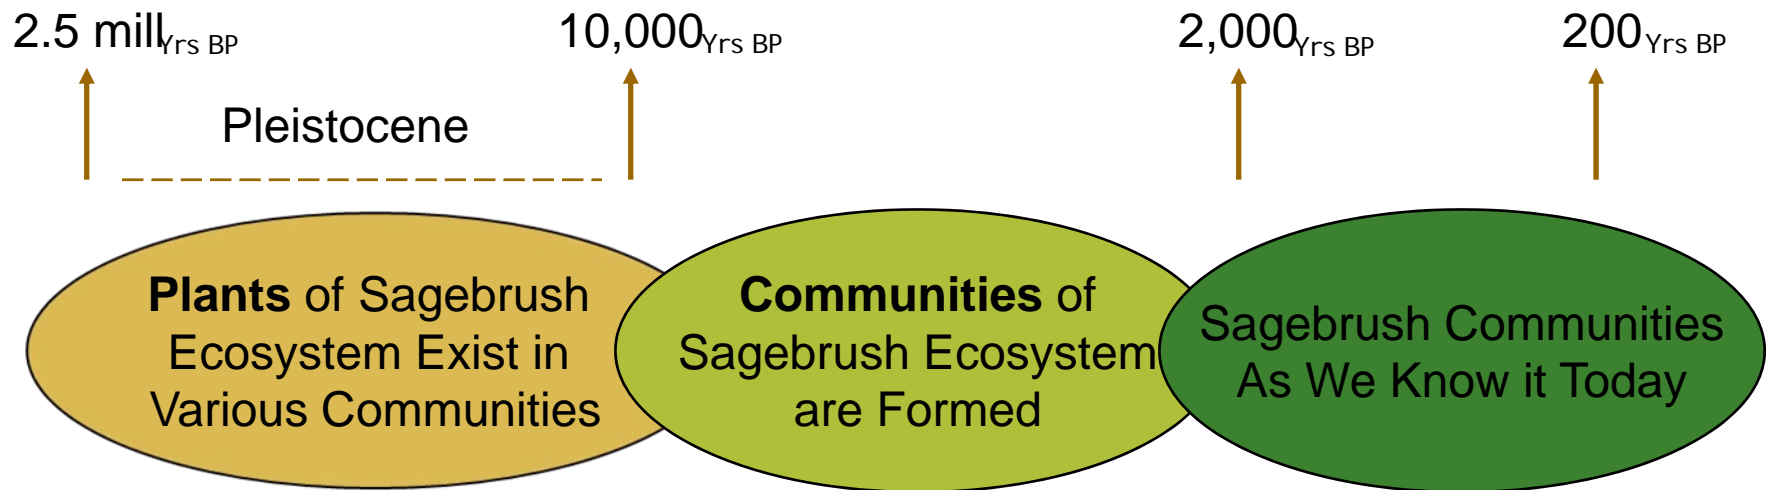 2.5 mill Yrs BP
10,000 Yrs BP
2,000 Yrs BP
200 Yrs BP
Pleistocene
Plants of Sagebrush
Ecosystem Exist in
Various Communities
Communities of
Sagebrush Ecosystem
are Formed
Sagebrush Communities
As We Know it Today